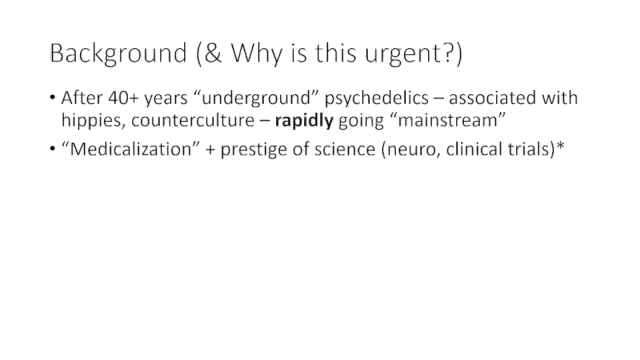 Background (& Why is this urgent?)
• After 40+ years “underground” psychedelics – associated with
hippies, counterculture – rapidly going “mainstream”
• “Medicalization” + prestige of science (neuro, clinical trials)*